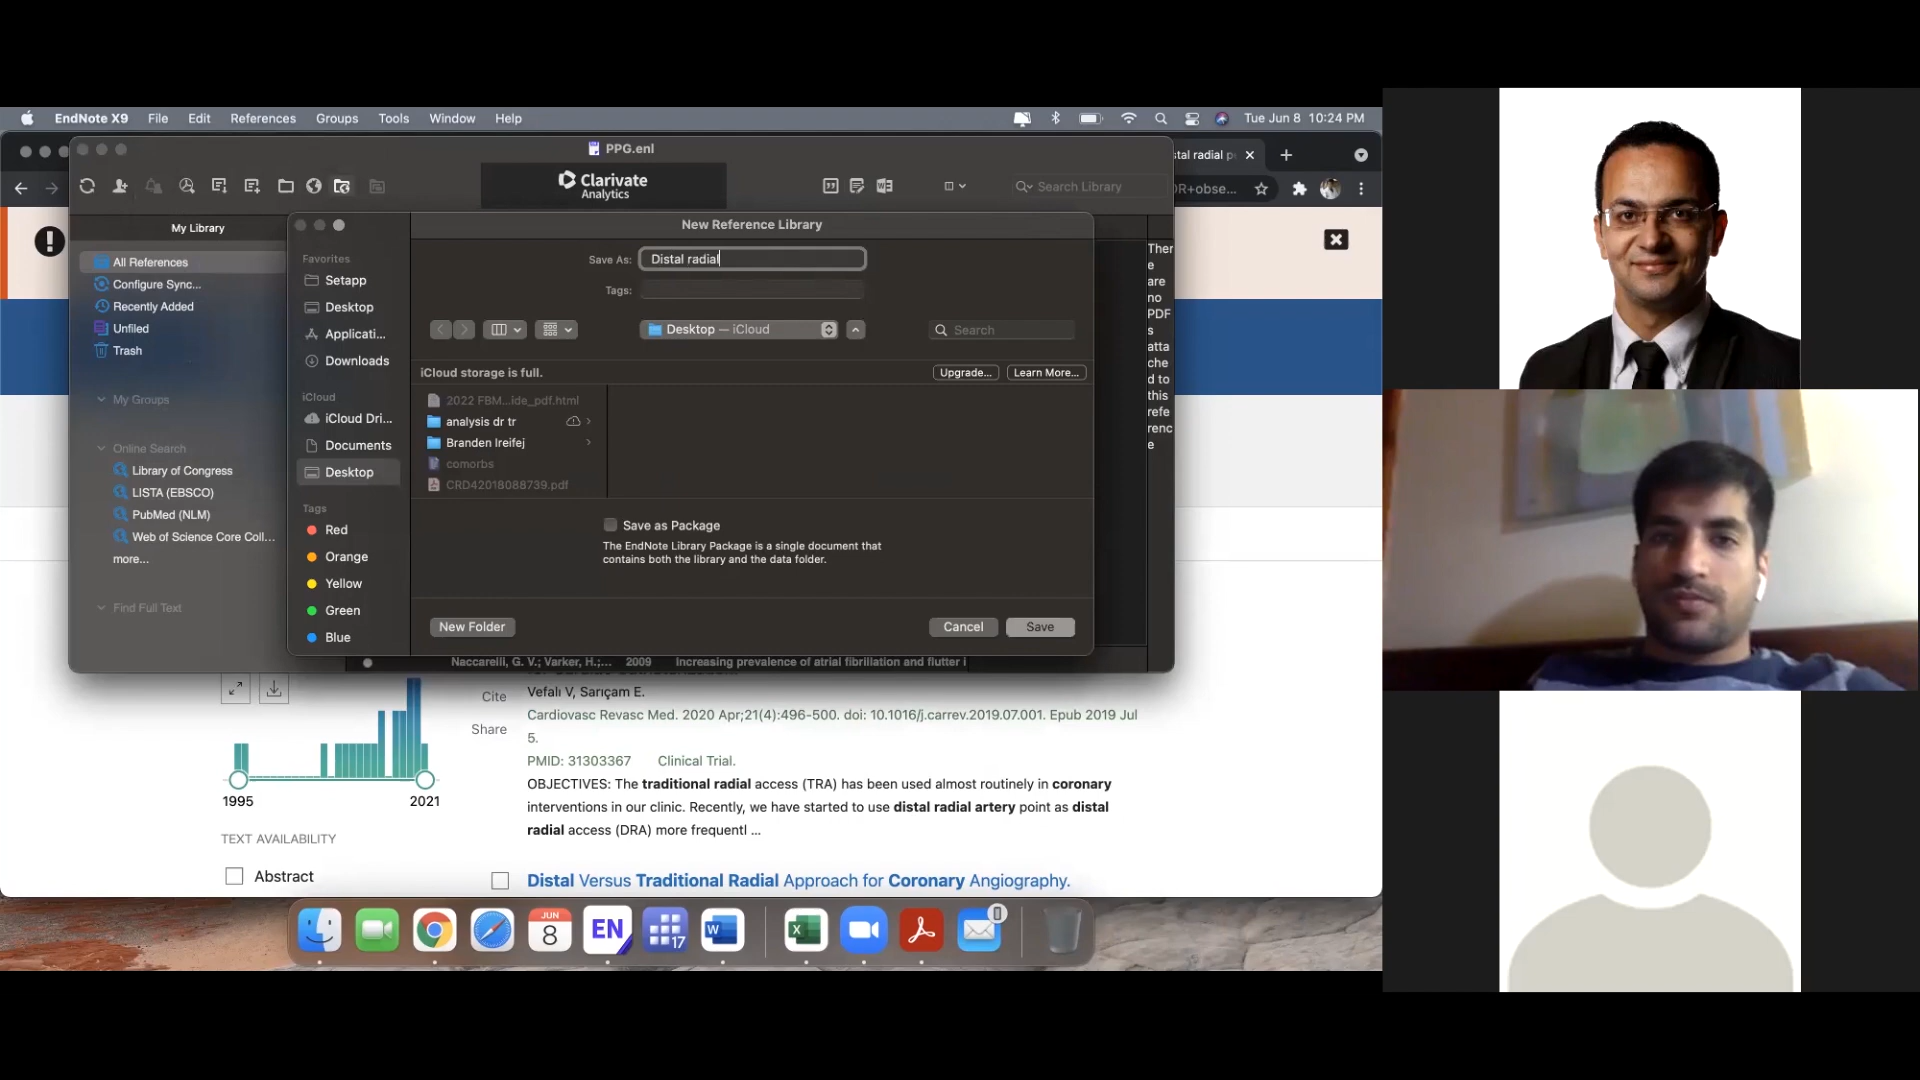 EndNote X9 File Edit References Groups Tools Window Help Tue Jun 8 10:24 PM
PPG.enl
stal radial p
Clarivate
Analytics
Search Library
R+obse...
My Library
All References
Configure Sync...
Recently Added
Unfiled
Trash
My Groups
Online Search
Library of Congress
LISTA (EBSCO)
PubMed (NLM)
Web of Science Core Coll...
more...
Find Full Text
New Reference Library
Favorites
Setapp
Desktop
Applicati...
Downloads
iCloud
iCloud Dri...
Documents
Desktop
Tags
Red
Orange
Yellow
Green
Blue
Save As: Distal radial
Tags:
Desktop — iCloud
Search
iCloud storage is full. Upgrade... Learn More...
2022 FBM...ide_pdf.html
analysis dr tr
Branden Ireifej
comorbs
CRD42018088739.pdf
Save as Package
The EndNote Library Package is a single document that
contains both the library and the data folder.
New Folder Cancel Save
Ther
e
are
no
PDF
s
atta
che
d to
this
refe
renc
e
Naccarelli, G. V.; Varker, H.;... 2009 Increasing prevalence of atrial fibrillation and flutter i
1995 2021
TEXT AVAILABILITY
Abstract
Cite
Share
Vefalı V, Sarıçam E.
Cardiovasc Revasc Med. 2020 Apr;21(4):496-500. doi: 10.1016/j.carrev.2019.07.001. Epub 2019 Jul
5.
PMID: 31303367 Clinical Trial.
OBJECTIVES: The traditional radial access (TRA) has been used almost routinely in coronary
interventions in our clinic. Recently, we have started to use distal radial artery point as distal
radial access (DRA) more frequentl ...
Distal Versus Traditional Radial Approach for Coronary Angiography.
JUN
8
EN
17
W
X